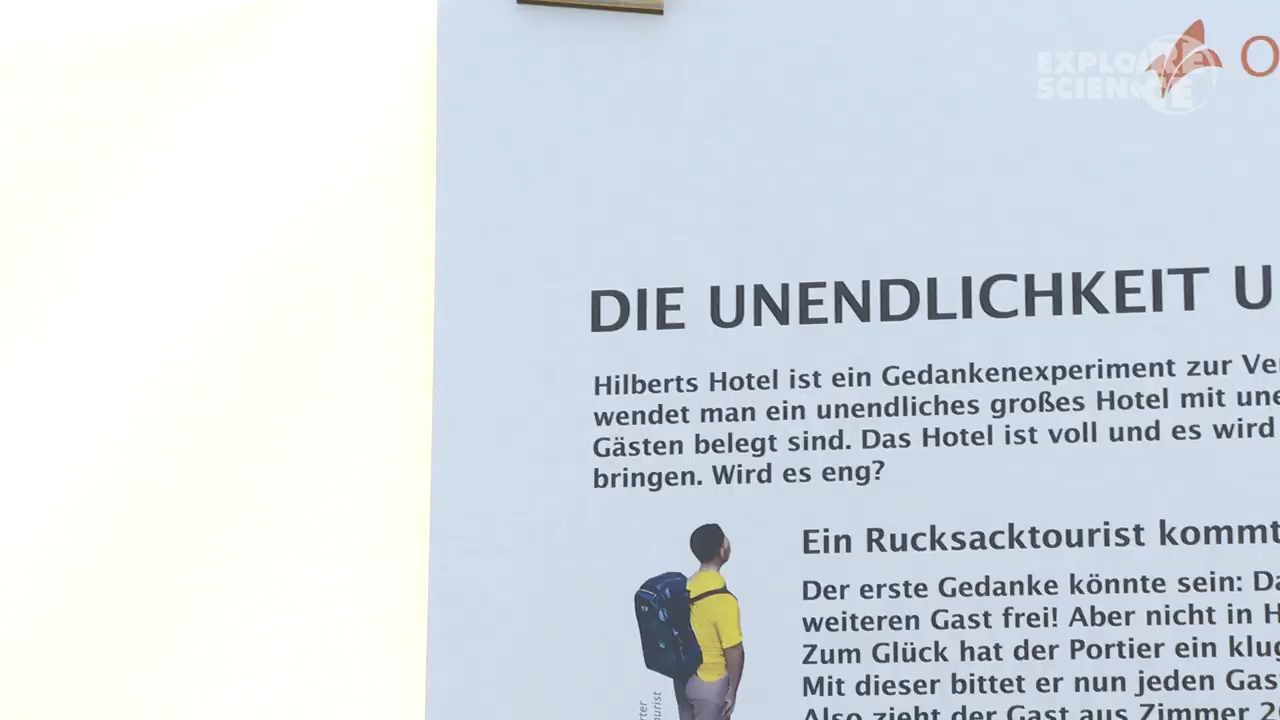 EXPLORE
SCIENCE
O
DIE UNENDLICHKEIT U
Hilberts Hotel ist ein Gedankenexperiment zur Ve
wendet man ein unendliches großes Hotel mit une
Gästen belegt sind. Das Hotel ist voll und es wird
bringen. Wird es eng?
Ein Rucksacktourist kommt
Der erste Gedanke könnte sein: Da
weiteren Gast frei! Aber nicht in H
Zum Glück hat der Portier ein klug
Mit dieser bittet er nun jeden Gas
Also zieht der Gast aus Zimmer 2